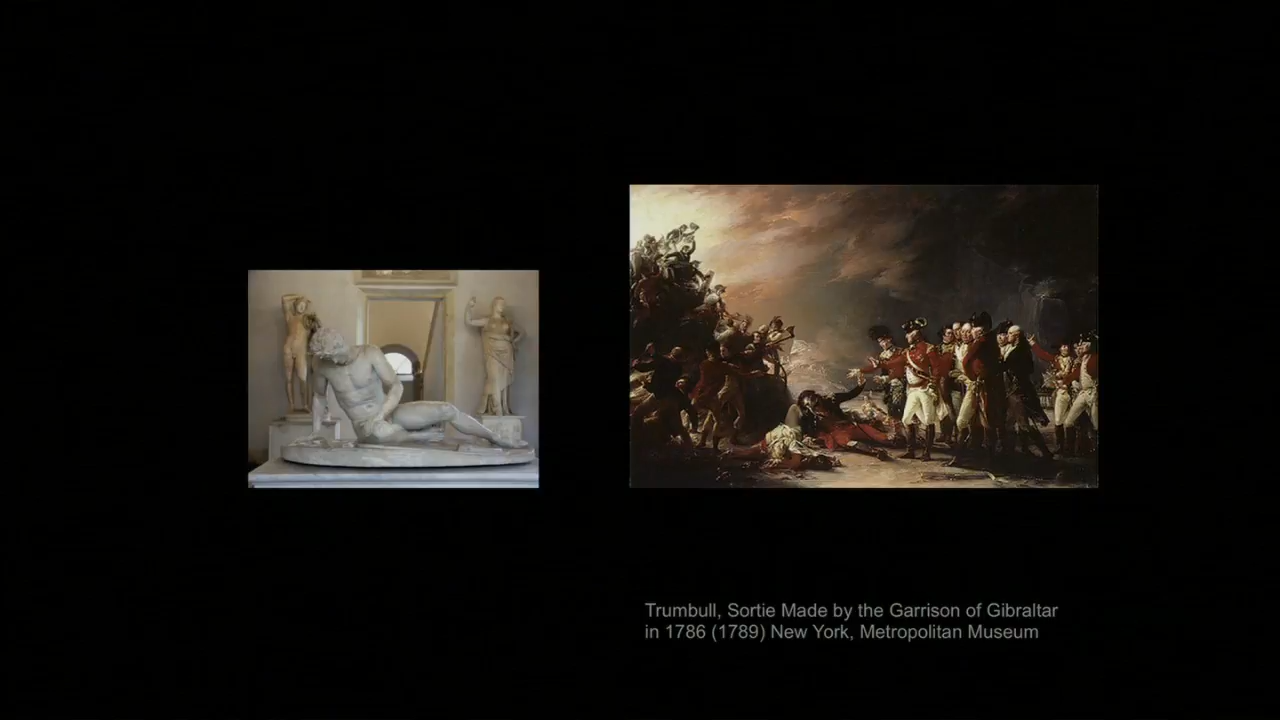 Trumbull, Sortie Made by the Garrison of Gibraltar
in 1786 (1789) New York, Metropolitan Museum